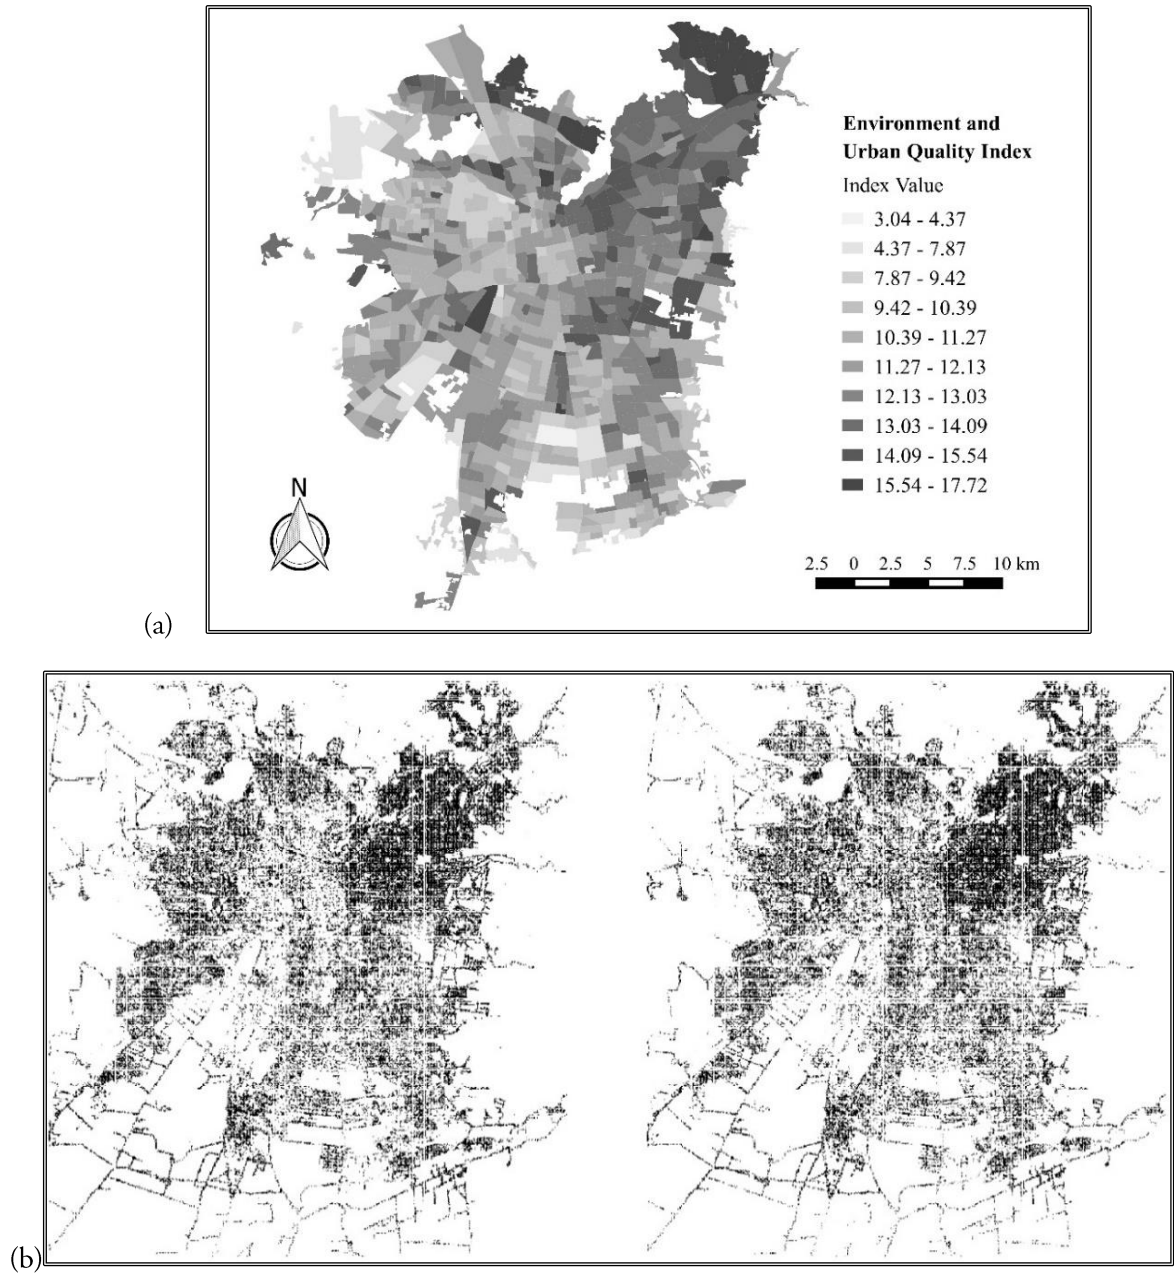 Environment and
Urban Quality Index
Index Value
3.04 - 4.37
4.37 - 7.87
7.87 - 9.42
9.42 - 10.39
10.39 - 11.27
11.27 - 12.13
12.13 - 13.03
13.03 - 14.09
14.09 - 15.54
15.54 - 17.72
N
2.5 0 2.5 5 7.5 10 km
(a)
(b)